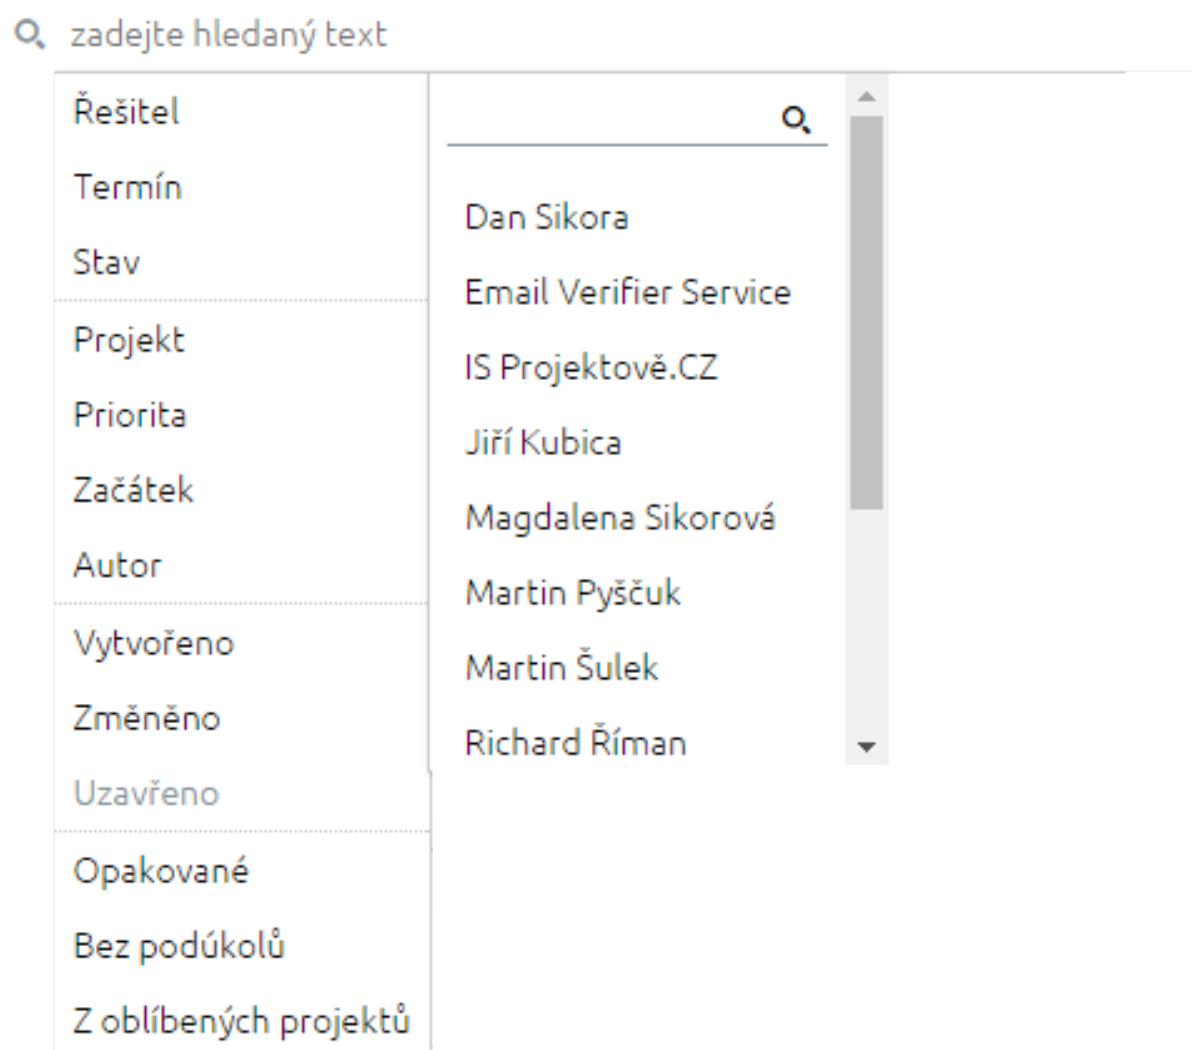 zadejte hledaný text
Řešitel
Termín
Stav
Projekt
Priorita
Začátek
Autor
Vytvořeno
Změněno
Uzavřeno
Opakované
Bez podúkolů
Z oblíbených projektů
Dan Sikora
Email Verifier Service
IS Projektově.CZ
Jiří Kubica
Magdalena Sikorová
Martin Pyščuk
Martin Šulek
Richard Říman